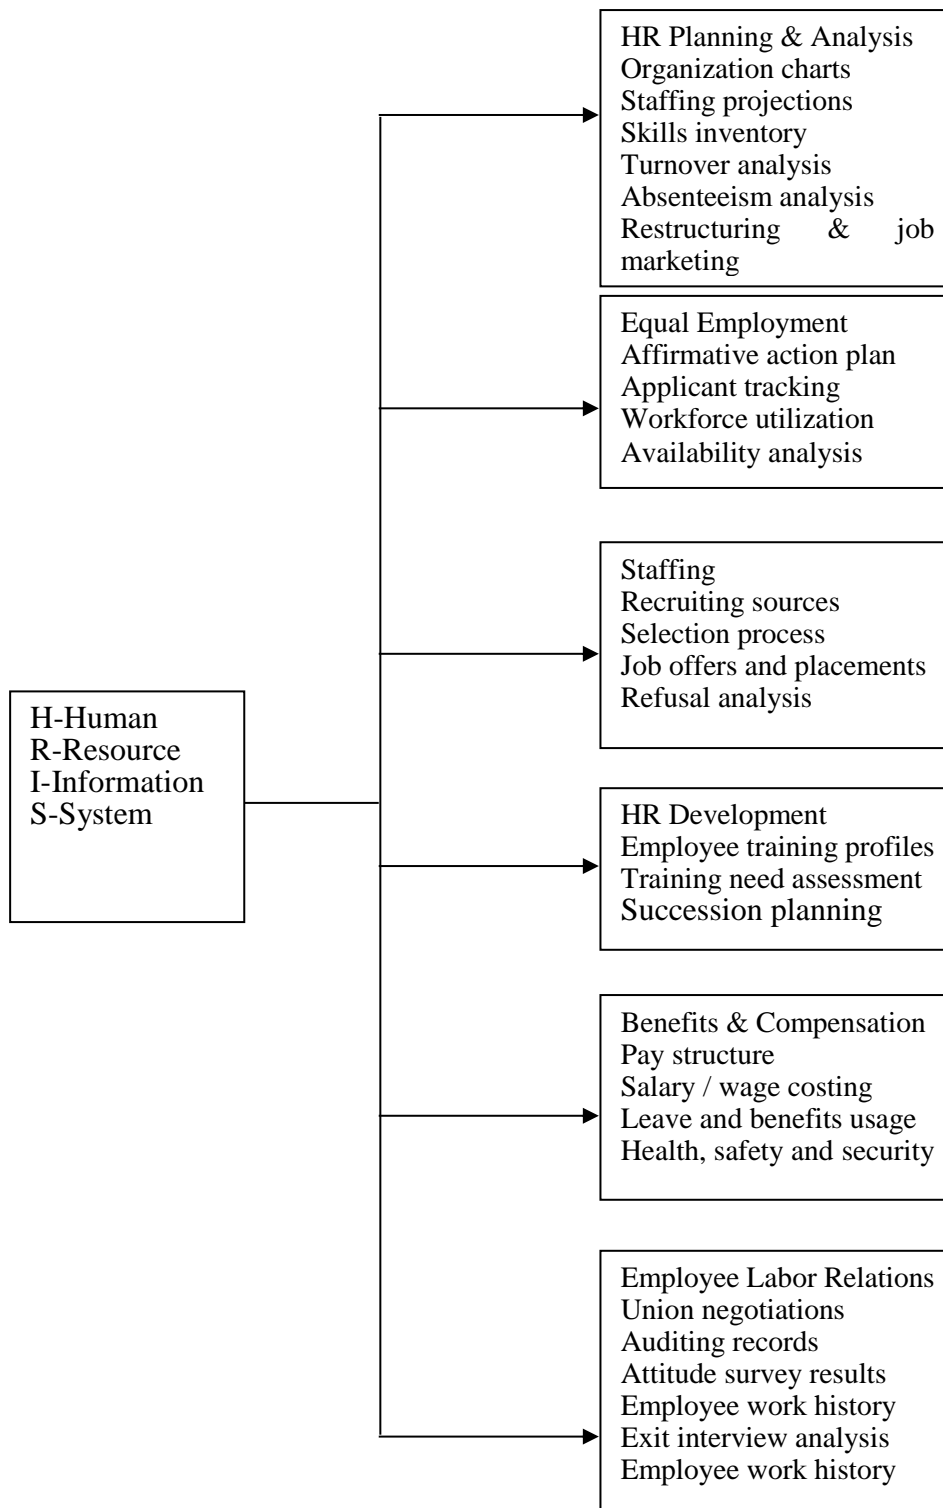 HR Planning & Analysis
Organization charts
Staffing projections
Skills inventory
Turnover analysis
Absenteeism analysis
Restructuring & job
marketing
Equal Employment
Affirmative action plan
Applicant tracking
Workforce utilization
Availability analysis
Staffing
Recruiting sources
Selection process
Job offers and placements
Refusal analysis
H-Human
R-Resource
I-Information
S-System
HR Development
Employee training profiles
Training need assessment
Succession planning
Benefits & Compensation
Pay structure
Salary / wage costing
Leave and benefits usage
Health, safety and security
Employee Labor Relations
Union negotiations
Auditing records
Attitude survey results
Employee work history
Exit interview analysis
Employee work history